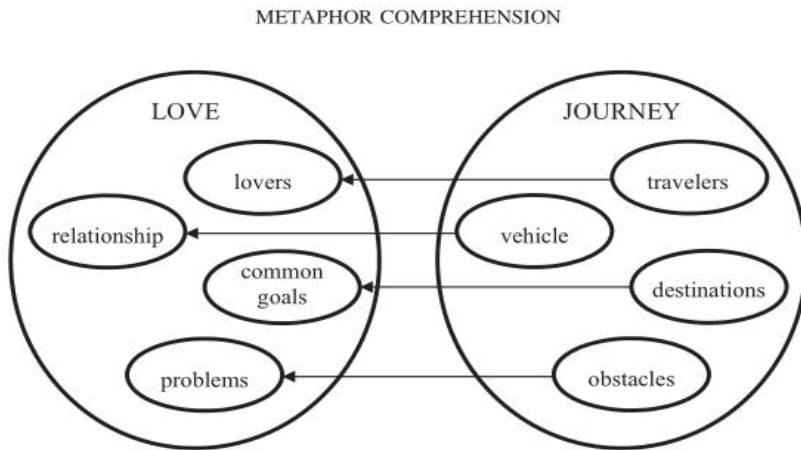 METAPHOR COMPREHENSION
LOVE
JOURNEY
lovers
travelers
relationship
vehicle
common
goals
destinations
problems
obstacles